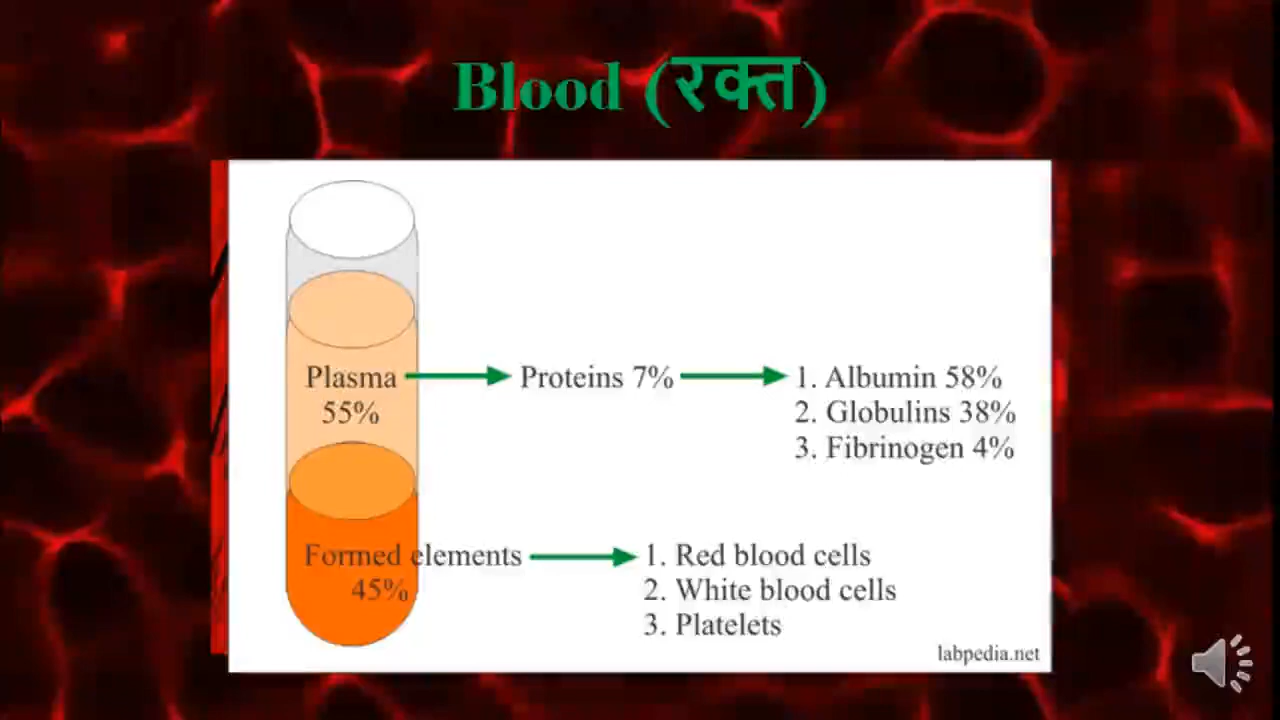 Blood (रक्त)
Plasma
55%
Proteins 7%
1. Albumin 58%
2. Globulins 38%
3. Fibrinogen 4%
Formed elements
45%
1. Red blood cells
2. White blood cells
3. Platelets
labpedia.net